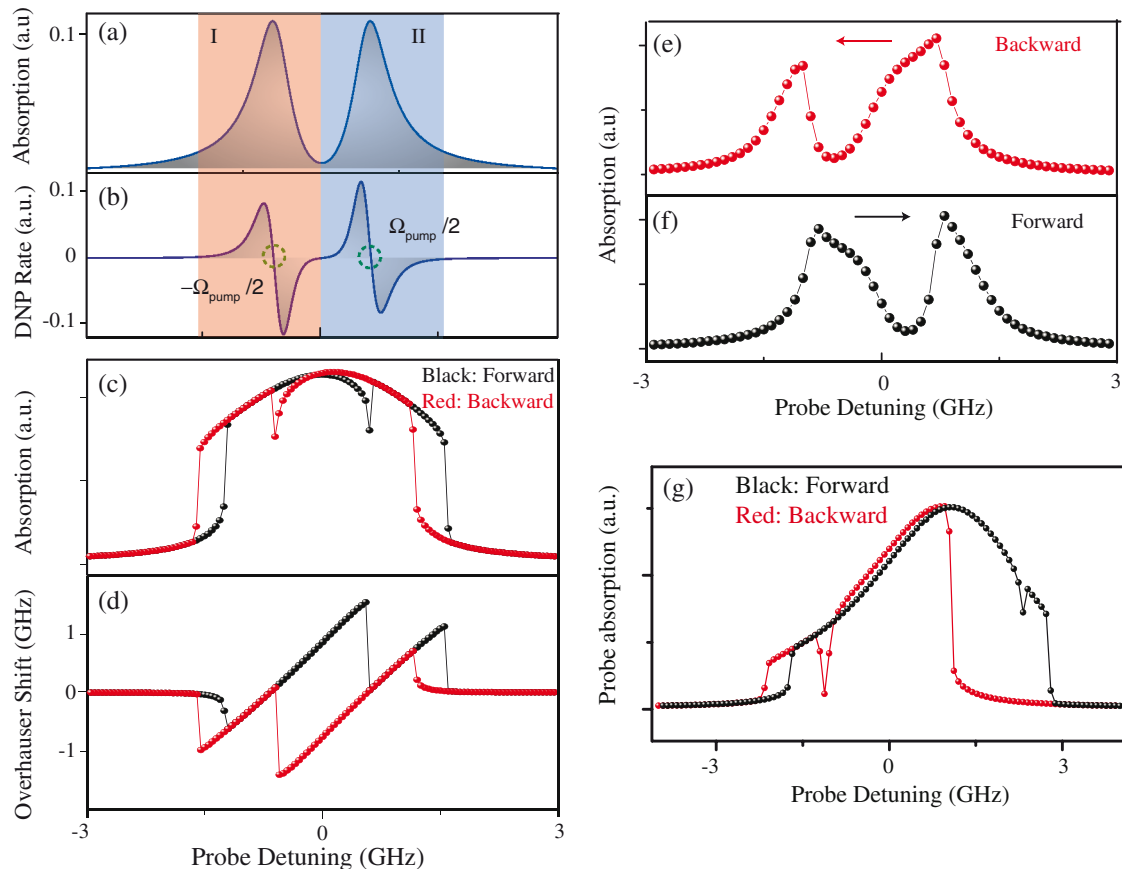 (a)
I
II
0.1
Absorption (a.u)
(b)
0.1
0
-0.1
DNP Rate (a.u.)
Ω_pump /2
−Ω_pump /2
(c)
Black: Forward
Red: Backward
Absorption (a.u.)
(d)
1
0
-1
Overhauser Shift (GHz)
-3
0
3
Probe Detuning (GHz)
(e)
Backward
(f)
Forward
Absorption (a.u)
-3
0
3
Probe Detuning (GHz)
(g)
Black: Forward
Red: Backward
Probe absorption (a.u.)
-3
0
3
Probe Detuning (GHz)